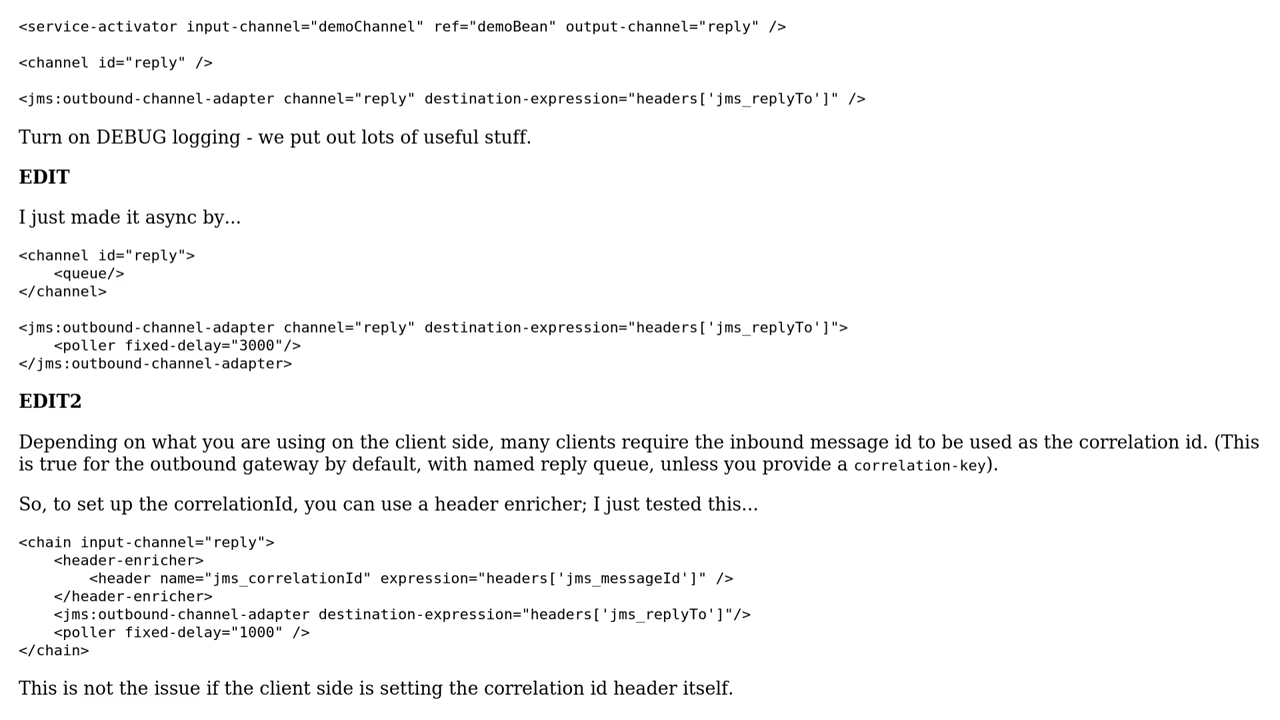 <service-activator input-channel="demoChannel" ref="demoBean" output-channel="reply" />
<channel id="reply" />
<jms:outbound-channel-adapter channel="reply" destination-expression="headers['jms_replyTo']" />
Turn on DEBUG logging - we put out lots of useful stuff.
EDIT
I just made it async by...
<channel id="reply">
    <queue/>
</channel>
<jms:outbound-channel-adapter channel="reply" destination-expression="headers['jms_replyTo']">
    <poller fixed-delay="3000"/>
</jms:outbound-channel-adapter>
EDIT2
Depending on what you are using on the client side, many clients require the inbound message id to be used as the correlation id. (This
is true for the outbound gateway by default, with named reply queue, unless you provide a correlation-key).
So, to set up the correlationId, you can use a header enricher; I just tested this...
<chain input-channel="reply">
    <header-enricher>
        <header name="jms_correlationId" expression="headers['jms_messageId']" />
    </header-enricher>
    <jms:outbound-channel-adapter destination-expression="headers['jms_replyTo']"/>
    <poller fixed-delay="1000" />
</chain>
This is not the issue if the client side is setting the correlation id header itself.